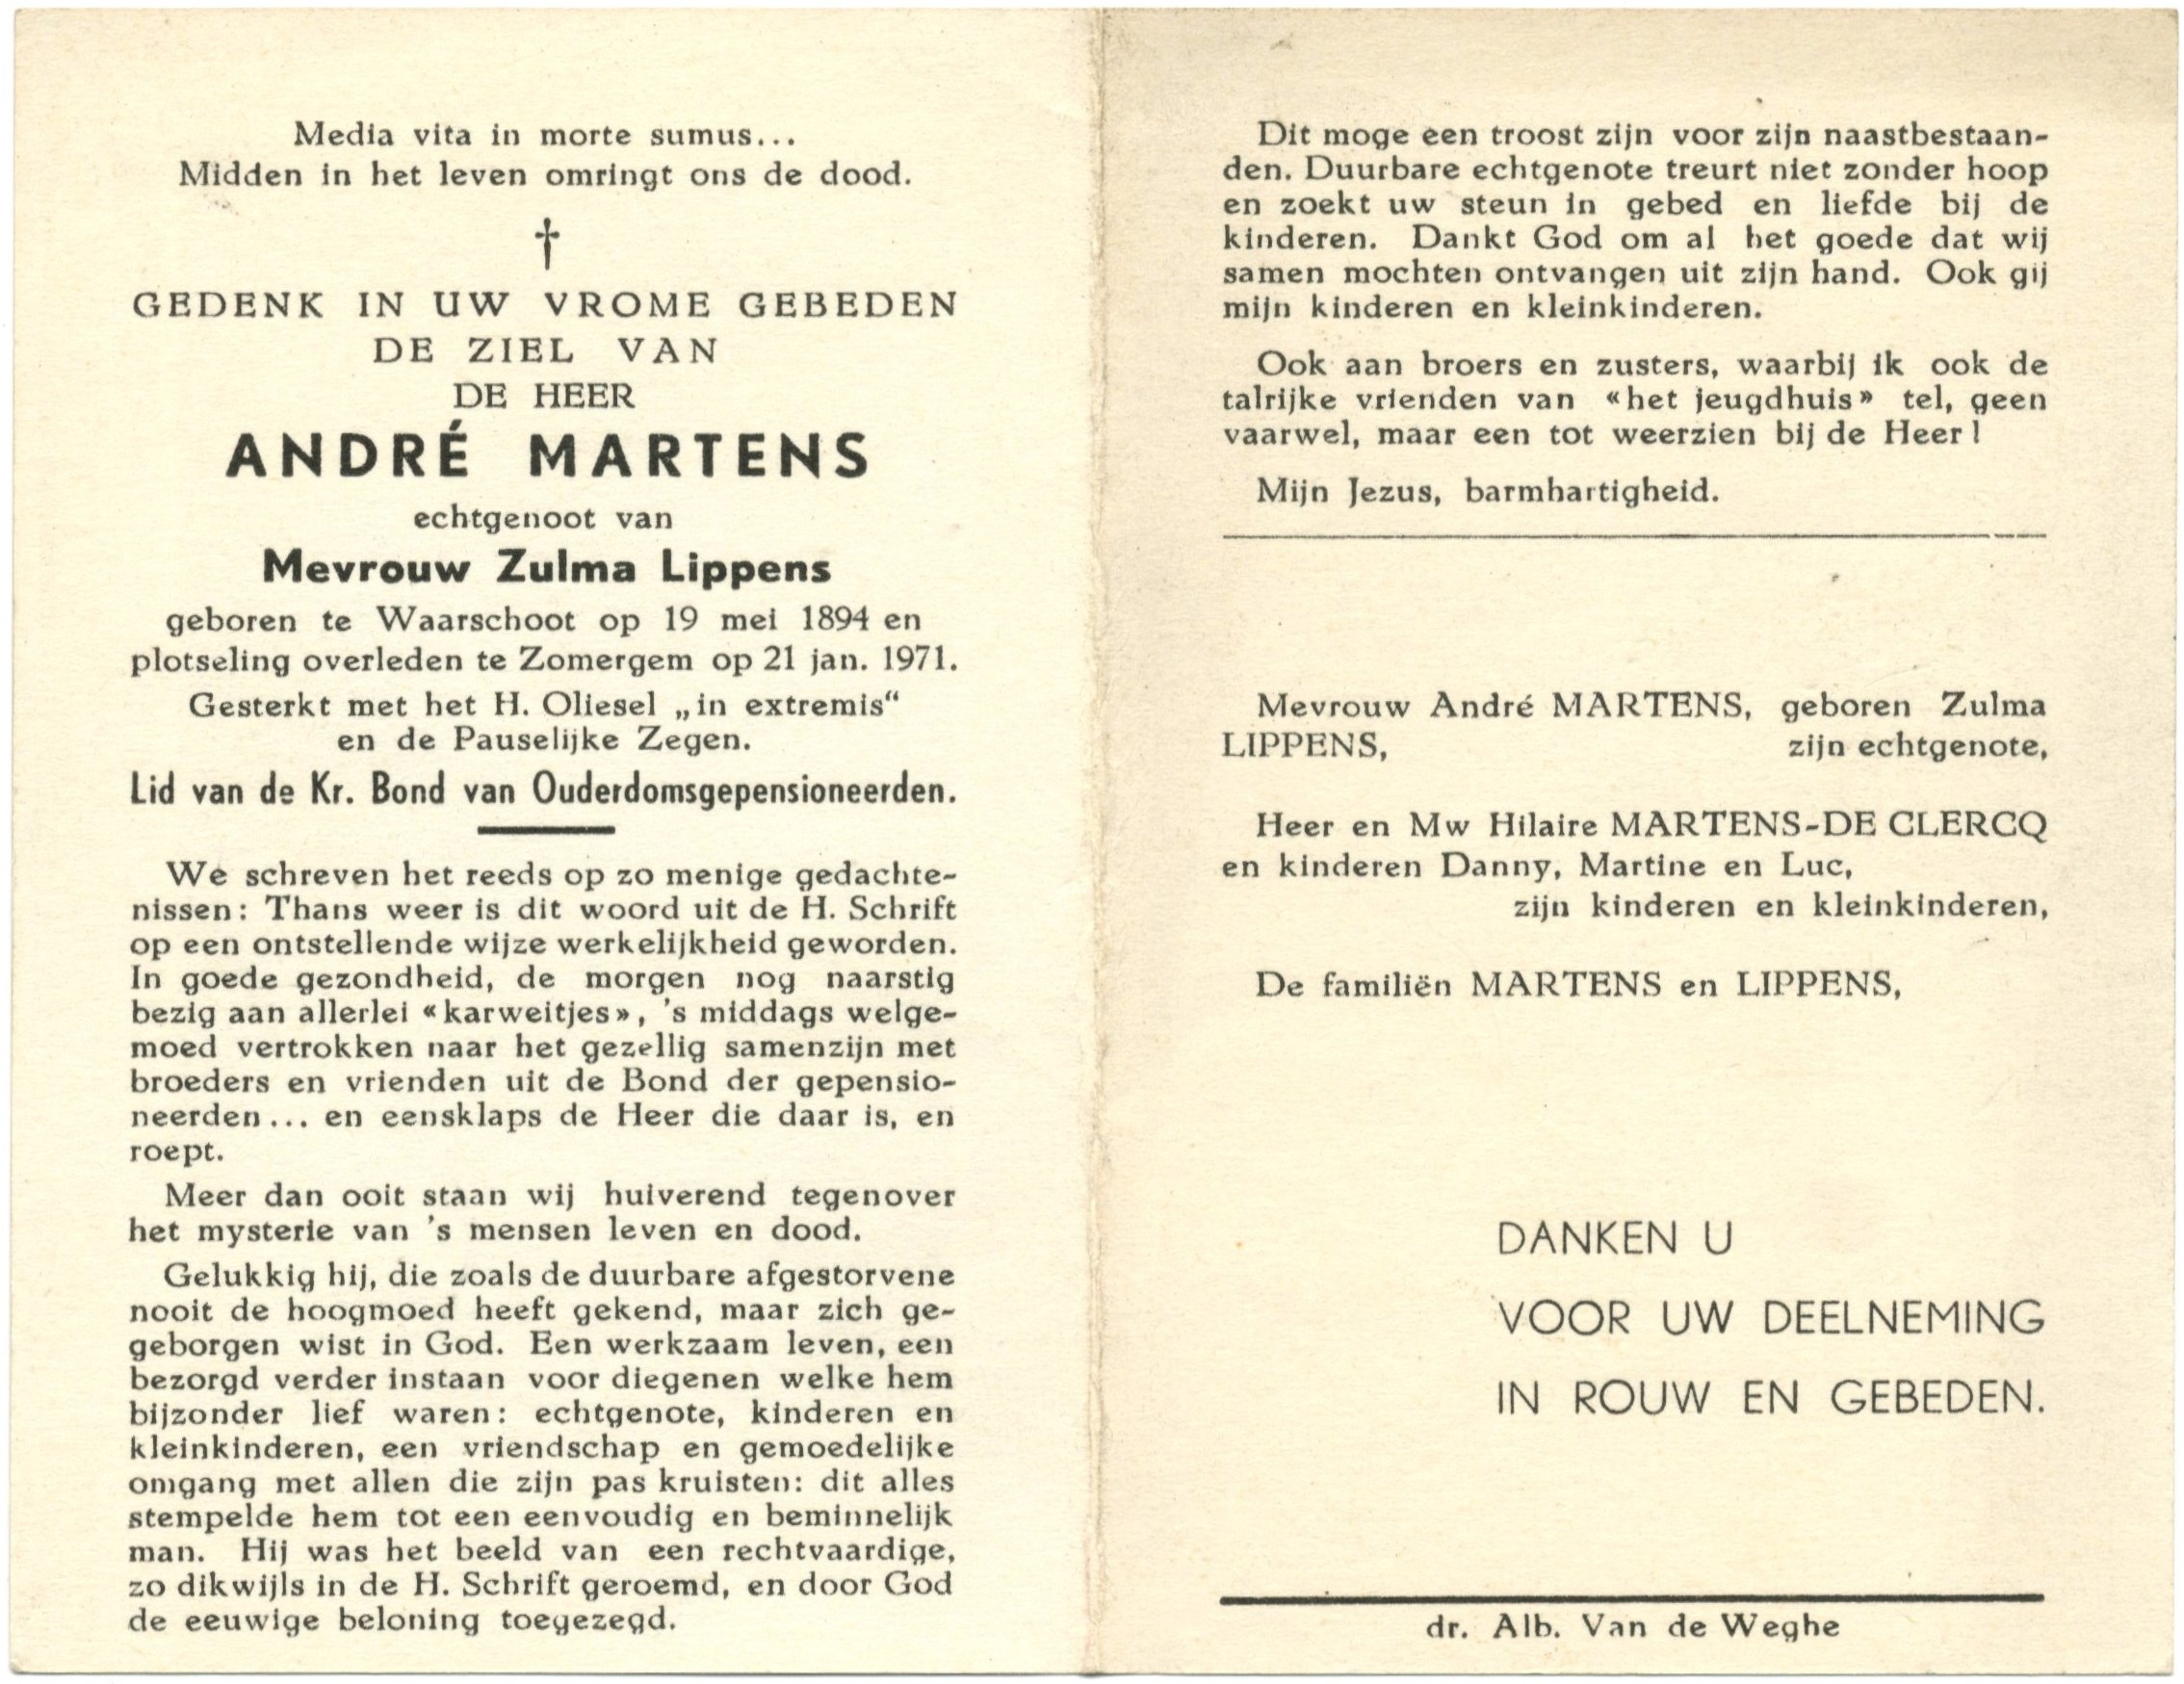 Media vita in morte sumus...
Midden in het leven omringt ons de dood.
†
GEDENK IN UW VROME GEBEDEN
DE ZIEL VAN
DE HEER
ANDRÉ MARTENS
echtgenoot van
Mevrouw Zulma Lippens
geboren te Waarschoot op 19 mei 1894 en
plotseling overleden te Zomergem op 21 jan. 1971.
Gesterkt met het H. Oliesel „in extremis“
en de Pauselijke Zegen.
Lid van de Kr. Bond van Ouderdomsgepensioneerden.
We schreven het reeds op zo menige gedachte-
nissen: Thans weer is dit woord uit de H. Schrift
op een ontstellende wijze werkelijkheid geworden.
In goede gezondheid, de morgen nog naarstig
bezig aan allerlei «karweitjes», 's middags welge-
moed vertrokken naar het gezellig samenzijn met
broeders en vrienden uit de Bond der gepensio-
neerden... en eensklaps de Heer die daar is, en
roept.
Meer dan ooit staan wij huiverend tegenover
het mysterie van 's mensen leven en dood.
Gelukkig hij, die zoals de duurbare afgestorvene
nooit de hoogmoed heeft gekend, maar zich ge-
geborgen wist in God. Een werkzaam leven, een
bezorgd verder instaan voor diegenen welke hem
bijzonder lief waren: echtgenote, kinderen en
kleinkinderen, een vriendschap en gemoedelijke
omgang met allen die zijn pas kruisten: dit alles
stempelde hem tot een eenvoudig en beminnelijk
man. Hij was het beeld van een rechtvaardige,
zo dikwijls in de H. Schrift geroemd, en door God
de eeuwige beloning toegezegd.
Dit moge een troost zijn voor zijn naastbestaan-
den. Duurbare echtgenote treurt niet zonder hoop
en zoekt uw steun in gebed en liefde bij de
kinderen. Dankt God om al het goede dat wij
samen mochten ontvangen uit zijn hand. Ook gij
mijn kinderen en kleinkinderen.
Ook aan broers en zusters, waarbij ik ook de
talrijke vrienden van «het jeugdhuis» tel, geen
vaarwel, maar een tot weerzien bij de Heer!
Mijn Jezus, barmhartigheid.
Mevrouw André MARTENS, geboren Zulma
LIPPENS, zijn echtgenote,
Heer en Mw Hilaire MARTENS-DE CLERCQ
en kinderen Danny, Martine en Luc,
zijn kinderen en kleinkinderen,
De familiën MARTENS en LIPPENS,
DANKEN U
VOOR UW DEELNEMING
IN ROUW EN GEBEDEN.
dr. Alb. Van de Weghe